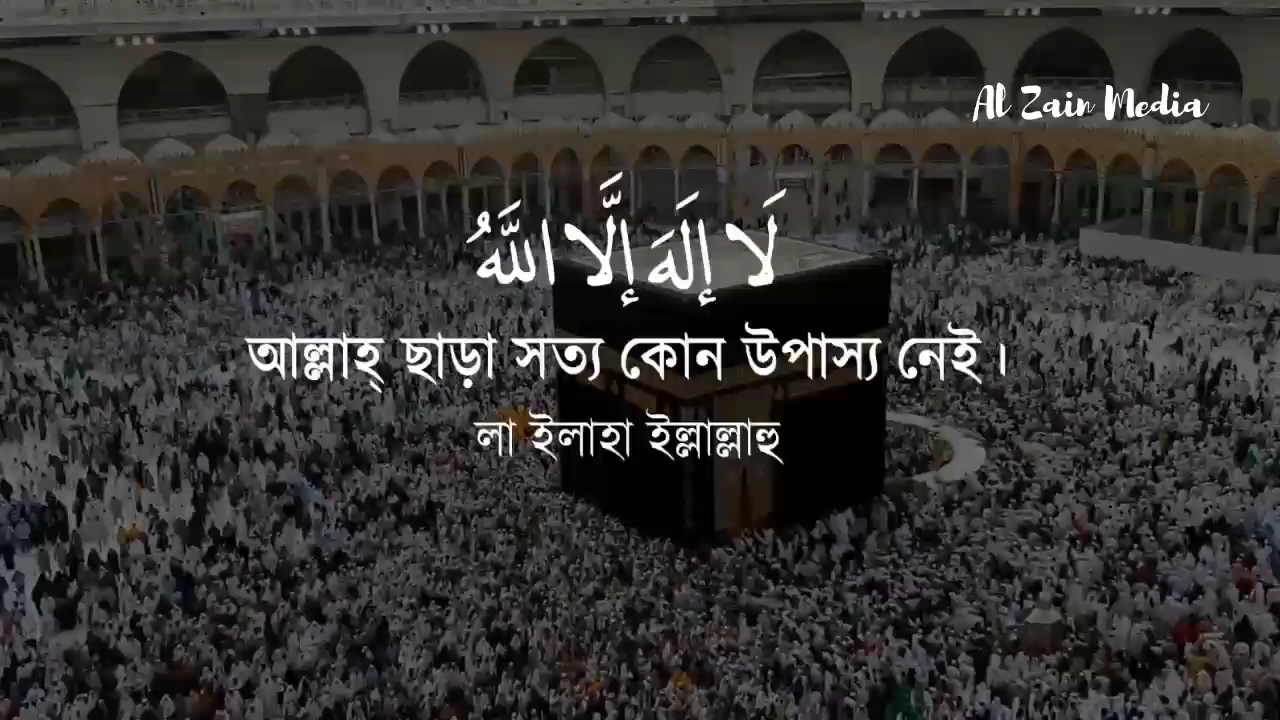 Al Zain Media
لَا إِلَهَ إِلَّا اللَّهُ
আল্লাহ্ ছাড়া সত্য কোন উপাস্য নেই।
লা ইলাহা ইল্লাল্লাহু